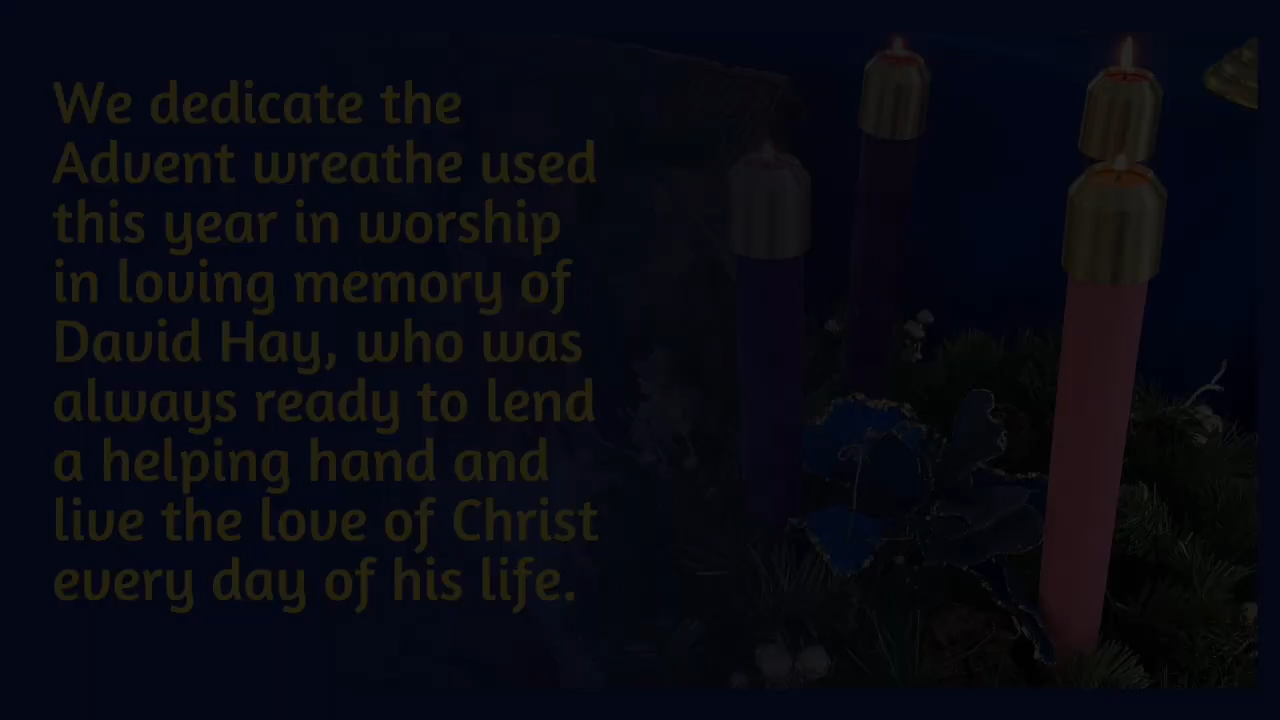 We dedicate the
Advent wreathe used
this year in worship
in loving memory of
David Hay, who was
always ready to lend
a helping hand and
live the love of Christ
every day of his life.